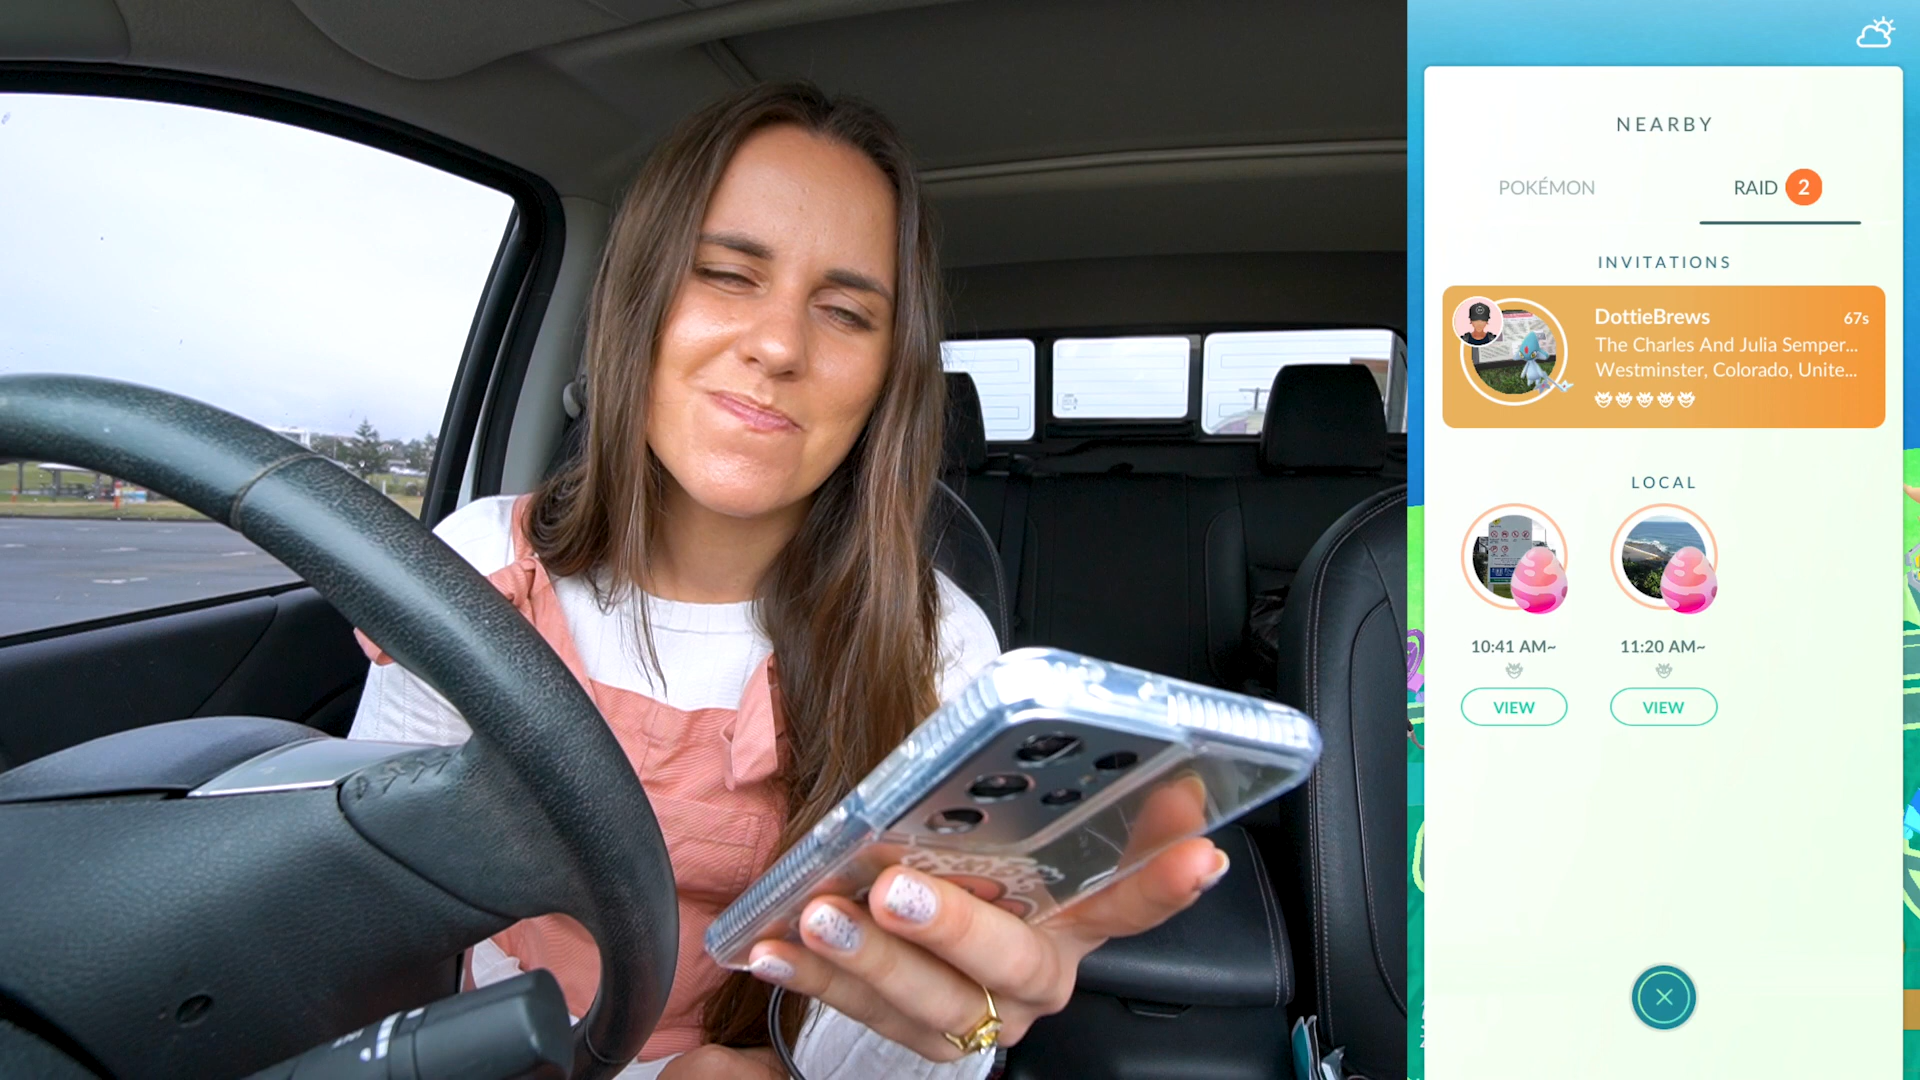 NEARBY
POKÉMON
RAID 2
INVITATIONS
DottieBrews 67s
The Charles And Julia Semper...
Westminster, Colorado, Unite...
LOCAL
10:41 AM~ 11:20 AM~
VIEW VIEW